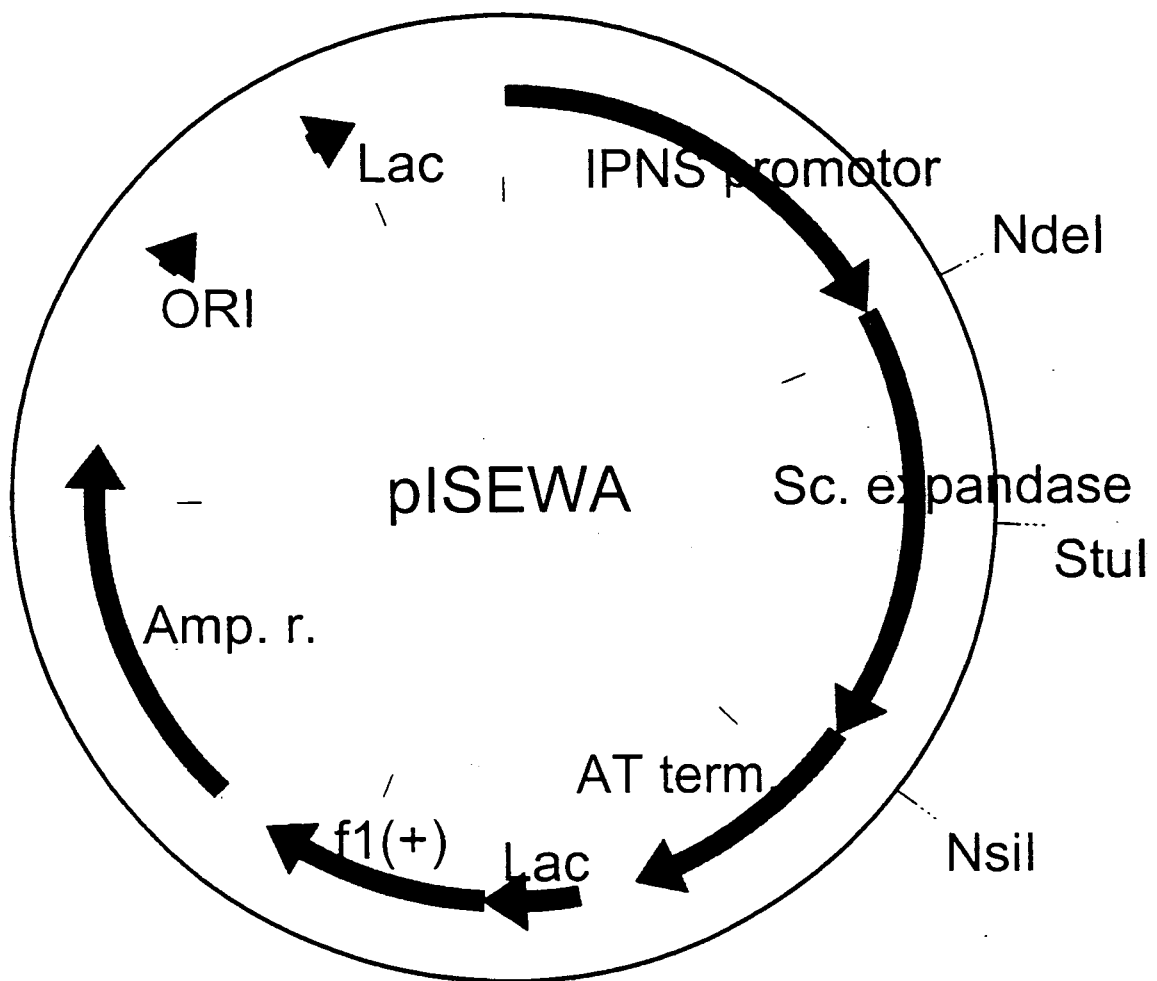 Lac
IPNS promotor
NdeI
ORI
pISEWA
Sc. expandase
StuI
Amp. r.
AT term.
f1(+)
Lac
NsiI